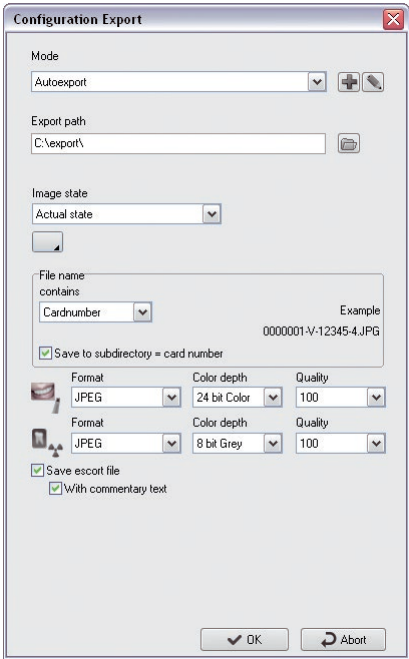 Configuration Export
Mode
Autoexport
Export path
C:\export\
Image state
Actual state
File name
contains
Cardnumber
Example
0000001-V-12345-4.JPG
Save to subdirectory = card number
Format Color depth Quality
JPEG 24 bit Color 100
Format Color depth Quality
JPEG 8 bit Grey 100
Save escort file
With commentary text
OK Abort